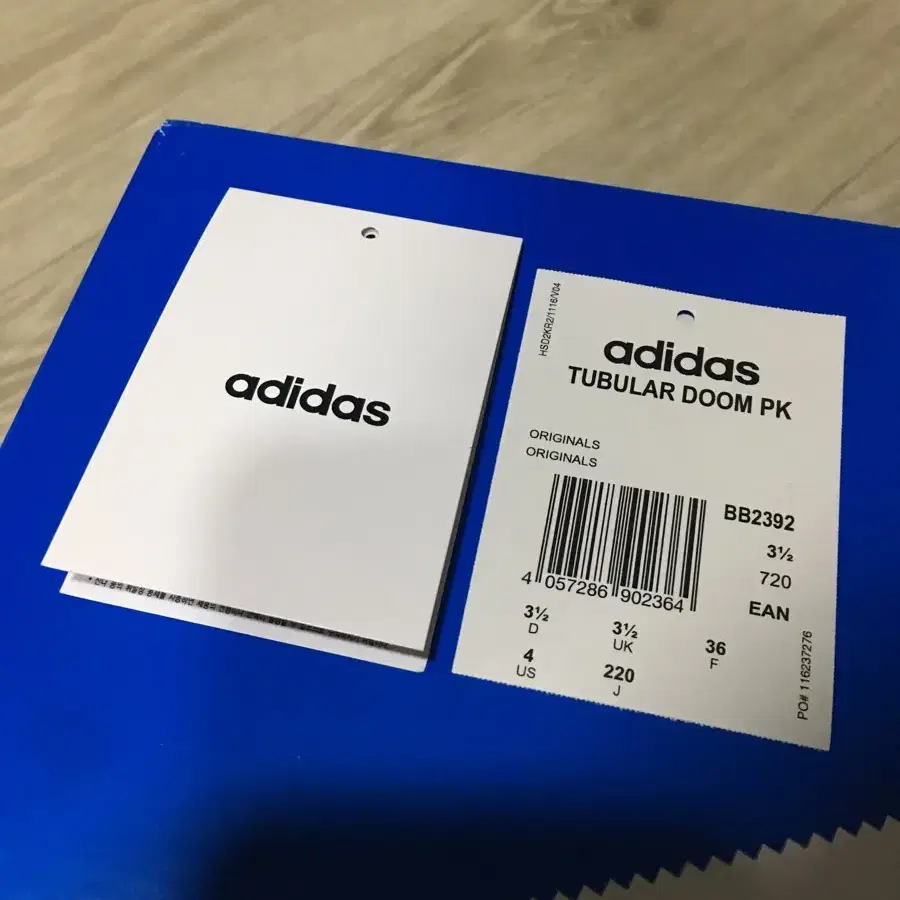 adidas
HSD2KR2/1116/V04
adidas
TUBULAR DOOM PK
ORIGINALS
ORIGINALS
BB2392
3½
720
EAN
4 057286 902364
3½ 3½ 36
D UK F
4 220
US J
PO# 116237276